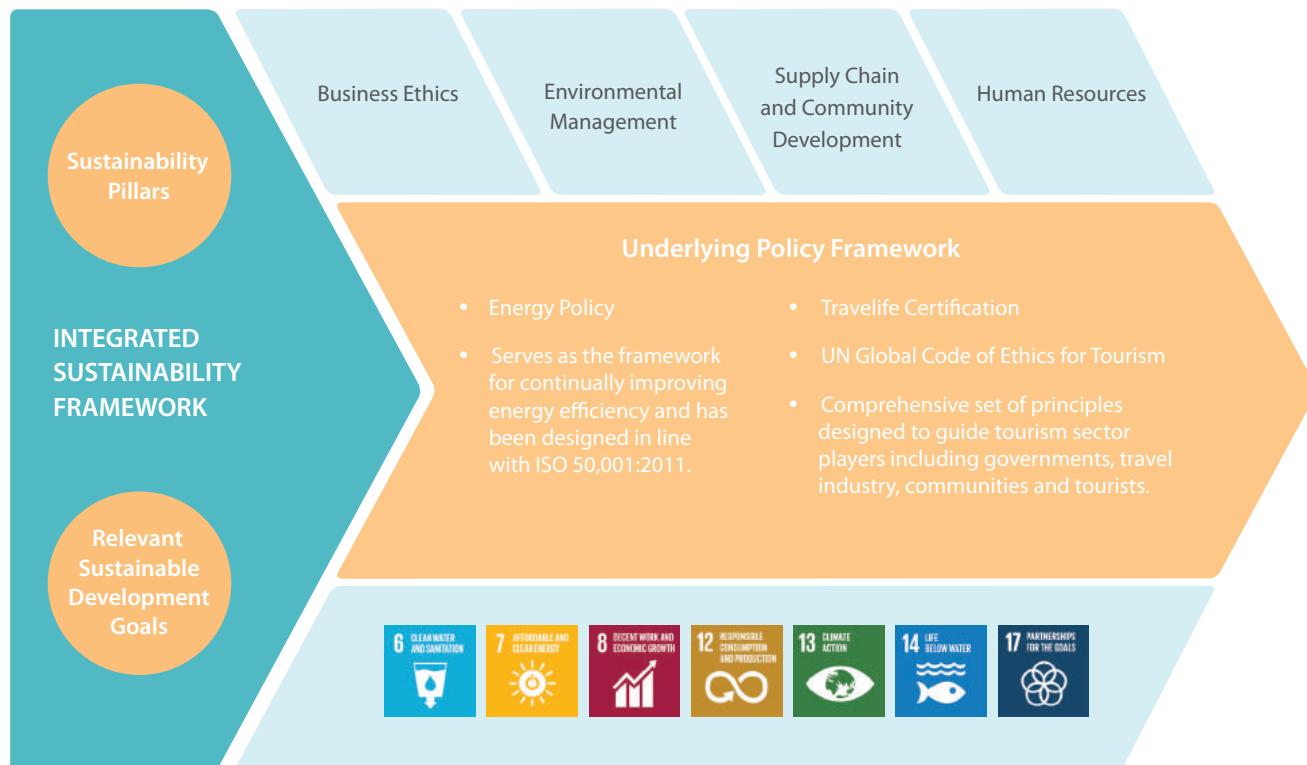 Sustainability
Pillars
INTEGRATED
SUSTAINABILITY
FRAMEWORK
Relevant
Sustainable
Development
Goals
Business Ethics
Environmental
Management
Supply Chain
and Community
Development
Human Resources
Underlying Policy Framework
• Energy Policy
• Serves as the framework
for continually improving
energy efficiency and has
been designed in line
with ISO 50,001:2011.
• Travelife Certification
• UN Global Code of Ethics for Tourism
• Comprehensive set of principles
designed to guide tourism sector
players including governments, travel
industry, communities and tourists.
6 CLEAN WATER
AND SANITATION
7 AFFORDABLE AND
CLEAN ENERGY
8 DECENT WORK AND
ECONOMIC GROWTH
12 RESPONSIBLE
CONSUMPTION
AND PRODUCTION
13 CLIMATE
ACTION
14 LIFE
BELOW WATER
17 PARTNERSHIPS
FOR THE GOALS